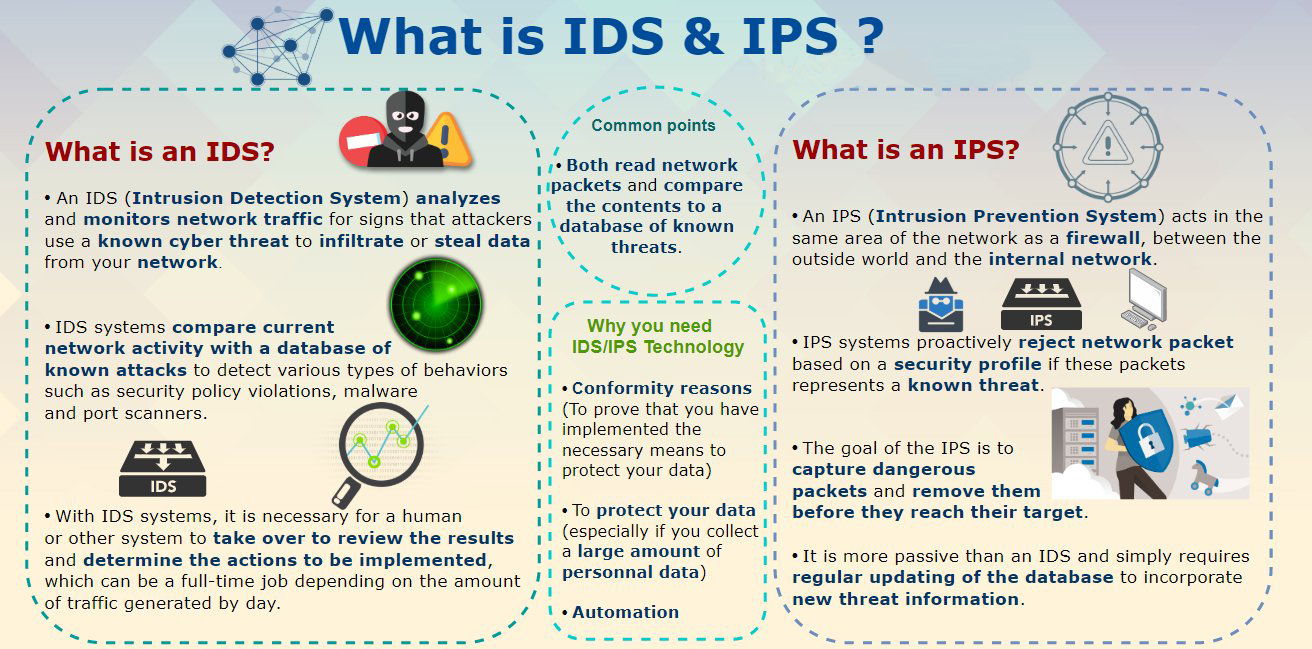 What is IDS & IPS ?
What is an IDS?
• An IDS (Intrusion Detection System) analyzes
and monitors network traffic for signs that attackers
use a known cyber threat to infiltrate or steal data
from your network.
• IDS systems compare current
network activity with a database of
known attacks to detect various types of behaviors
such as security policy violations, malware
and port scanners.
IDS
• With IDS systems, it is necessary for a human
or other system to take over to review the results
and determine the actions to be implemented,
which can be a full-time job depending on the amount
of traffic generated by day.
Common points
• Both read network
packets and compare
the contents to a
database of known
threats.
Why you need
IDS/IPS Technology
• Conformity reasons
(To prove that you have
implemented the
necessary means to
protect your data)
• To protect your data
(especially if you collect
a large amount of
personnal data)
• Automation
What is an IPS?
• An IPS (Intrusion Prevention System) acts in the
same area of the network as a firewall, between the
outside world and the internal network.
IPS
• IPS systems proactively reject network packet
based on a security profile if these packets
represents a known threat.
• The goal of the IPS is to
capture dangerous
packets and remove them
before they reach their target.
• It is more passive than an IDS and simply requires
regular updating of the database to incorporate
new threat information.